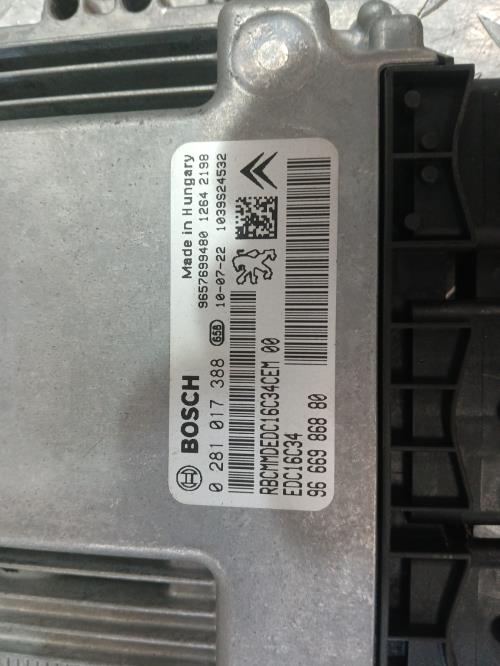 Made in Hungary
9657699480 1264 2198
10-07-22 1039S24532
BOSCH
0 281 017 388 65B
RBCMMDEDC16C34CEM 00
EDC16C34
96 669 868 80